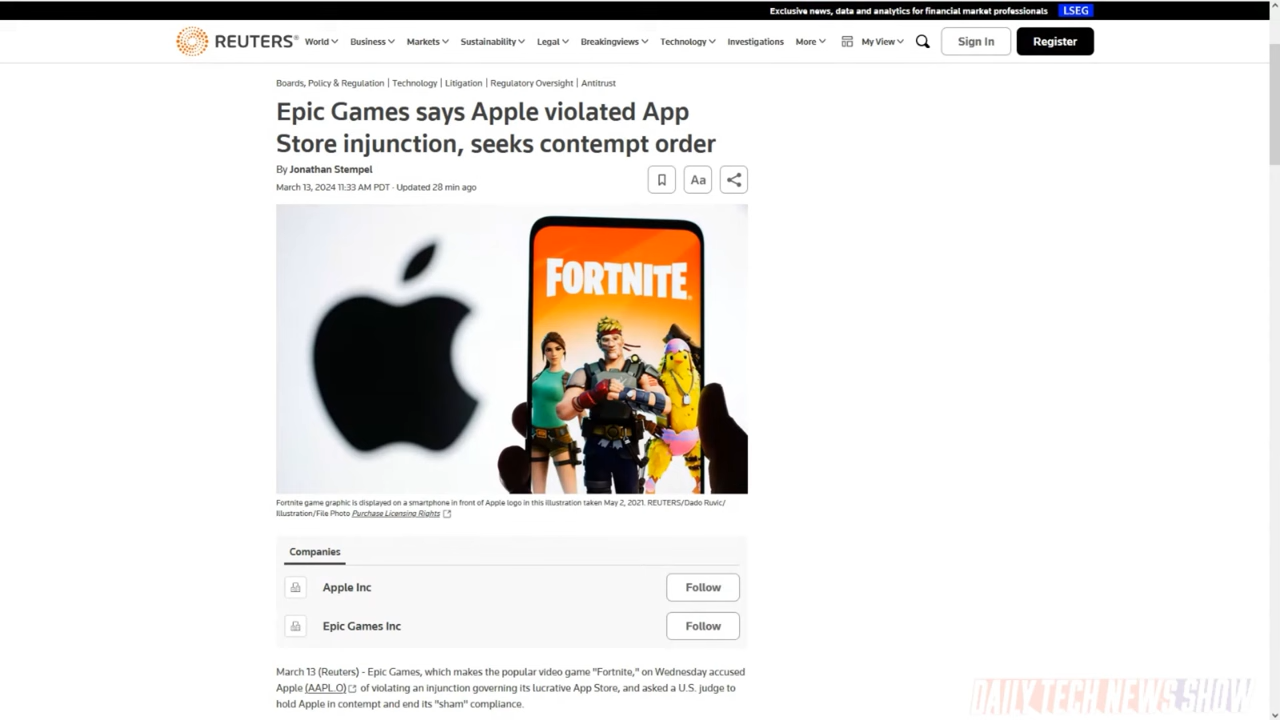 Exclusive news, data and analytics for financial market professionals LSEG
REUTERS® World Business Markets Sustainability Legal Breakingviews Technology Investigations More My View Sign In Register
Boards, Policy & Regulation | Technology | Litigation | Regulatory Oversight | Antitrust
Epic Games says Apple violated App
Store injunction, seeks contempt order
By Jonathan Stempel
March 13, 2024 11:33 AM PDT · Updated 28 min ago
Aa
FORTNITE
Fortnite game graphic is displayed on a smartphone in front of Apple logo in this illustration taken May 2, 2021. REUTERS/Dado Ruvic/
Illustration/File Photo Purchase Licensing Rights
Companies
Apple Inc Follow
Epic Games Inc Follow
March 13 (Reuters) - Epic Games, which makes the popular video game "Fortnite," on Wednesday accused
Apple (AAPL.O) of violating an injunction governing its lucrative App Store, and asked a U.S. judge to
hold Apple in contempt and end its "sham" compliance.
DAILY TECH NEWS SHOW